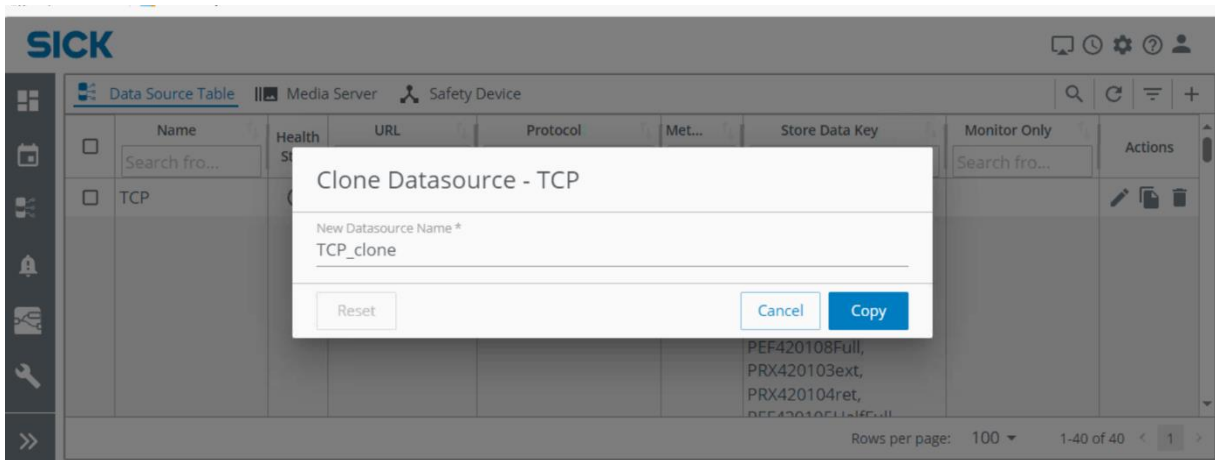 SICK
Data Source Table Media Server Safety Device
Name Health URL Protocol Met... Store Data Key Monitor Only Actions
Search fro... St Search fro...
TCP
Clone Datasource - TCP
New Datasource Name *
TCP_clone
Reset Cancel Copy
PEF420108Full,
PRX420103ext,
PRX420104ret,
PEF420105HalfFull
Rows per page: 100 1-40 of 40 < 1 >